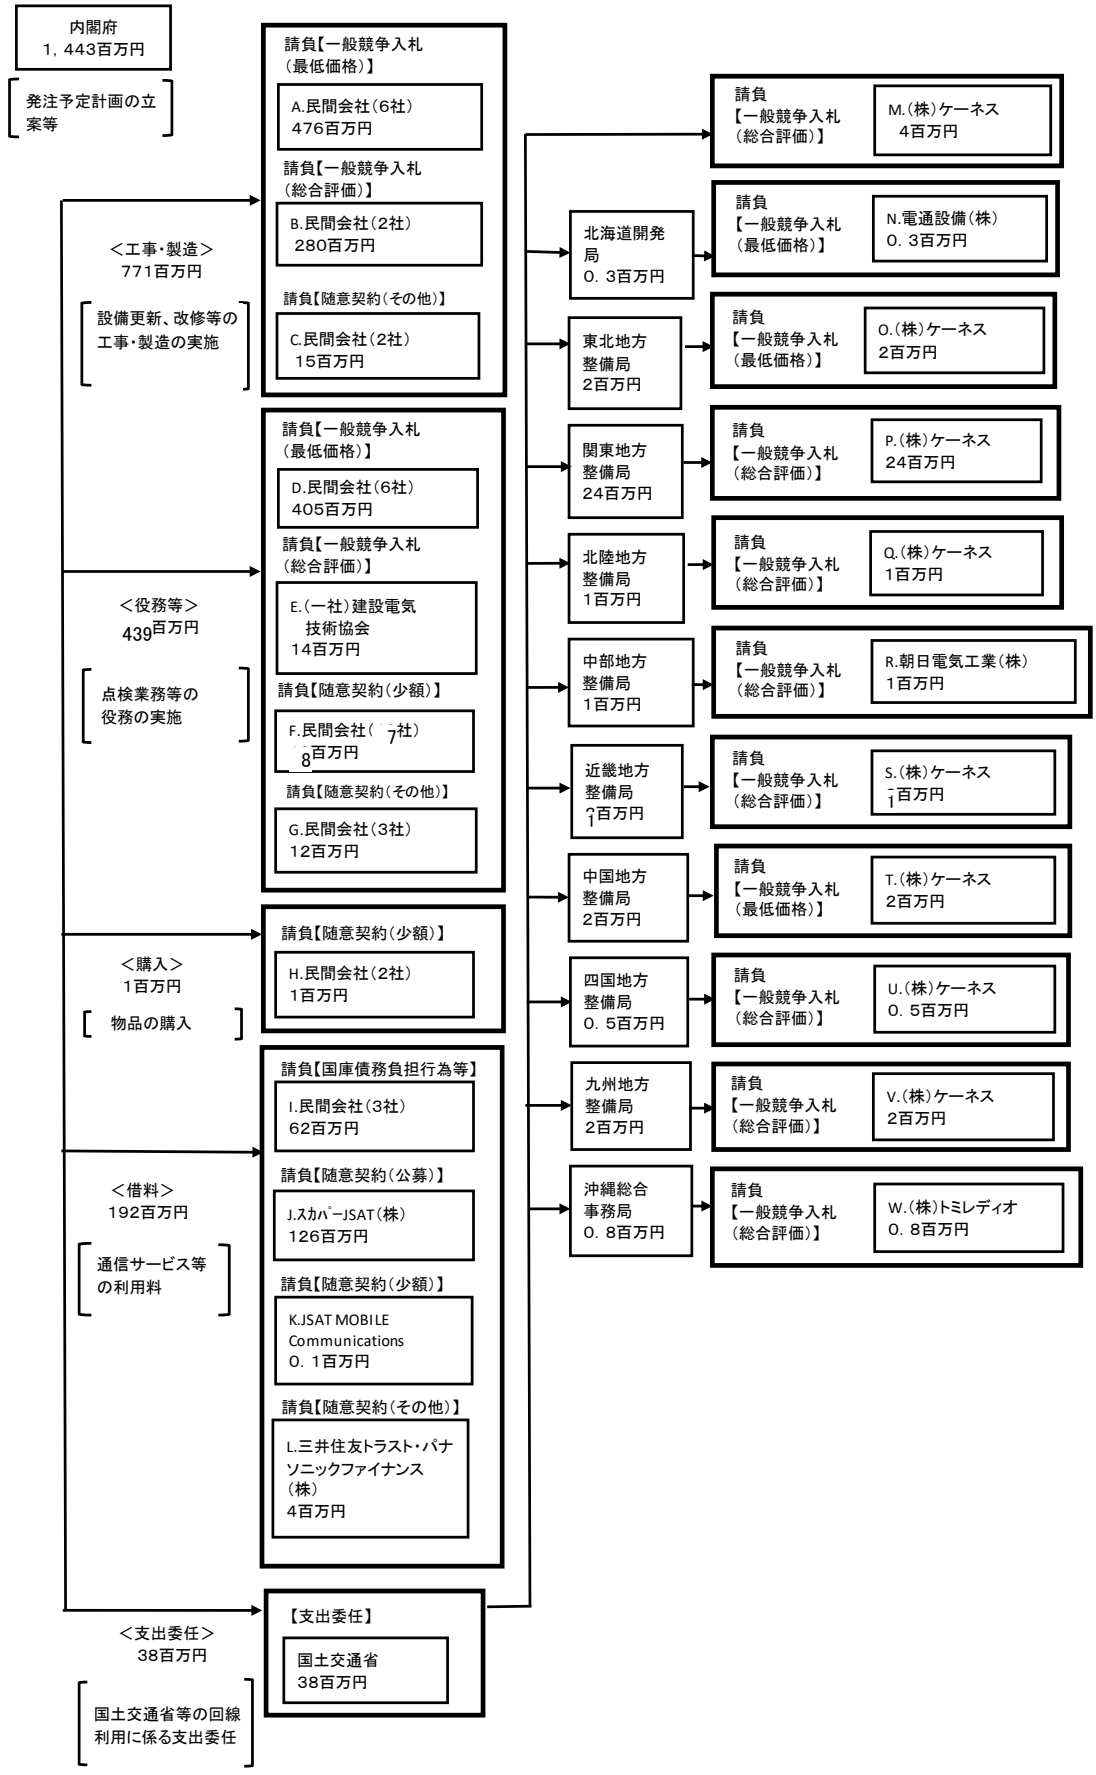 内閣府
1, 443百万円
発注予定計画の立
案等
＜工事・製造＞
771百万円
設備更新、改修等の
工事・製造の実施
請負【一般競争入札
（最低価格）】
A.民間会社（6社）
476百万円
請負【一般競争入札
（総合評価）】
B.民間会社（2社）
280百万円
請負【随意契約（その他）】
C.民間会社（2社）
15百万円
＜役務等＞
439百万円
点検業務等の
役務の実施
請負【一般競争入札
（最低価格）】
D.民間会社（6社）
405百万円
請負【一般競争入札
（総合評価）】
E.（一社）建設電気
技術協会
14百万円
請負【随意契約（少額）】
F.民間会社（7社）
8百万円
請負【随意契約（その他）】
G.民間会社（3社）
12百万円
＜購入＞
1百万円
物品の購入
請負【随意契約（少額）】
H.民間会社（2社）
1百万円
＜借料＞
192百万円
通信サービス等
の利用料
請負【国庫債務負担行為等】
I.民間会社（3社）
62百万円
請負【随意契約（公募）】
J.ｽｶﾊﾟｰJSAT（株）
126百万円
請負【随意契約（少額）】
K.JSAT MOBILE
Communications
0. 1百万円
請負【随意契約（その他）】
L.三井住友トラスト・パナ
ソニックファイナンス
（株）
4百万円
＜支出委任＞
38百万円
国土交通省等の回線
利用に係る支出委任
【支出委任】
国土交通省
38百万円
請負
【一般競争入札
（総合評価）】
M.（株）ケーネス
4百万円
北海道開発
局
0. 3百万円
請負
【一般競争入札
（最低価格）】
N.電通設備（株）
0. 3百万円
東北地方
整備局
2百万円
請負
【一般競争入札
（最低価格）】
O.（株）ケーネス
2百万円
関東地方
整備局
24百万円
請負
【一般競争入札
（総合評価）】
P.（株）ケーネス
24百万円
北陸地方
整備局
1百万円
請負
【一般競争入札
（総合評価）】
Q.（株）ケーネス
1百万円
中部地方
整備局
1百万円
請負
【一般競争入札
（総合評価）】
R.朝日電気工業（株）
1百万円
近畿地方
整備局
1百万円
請負
【一般競争入札
（総合評価）】
S.（株）ケーネス
1百万円
中国地方
整備局
2百万円
請負
【一般競争入札
（最低価格）】
T.（株）ケーネス
2百万円
四国地方
整備局
0. 5百万円
請負
【一般競争入札
（総合評価）】
U.（株）ケーネス
0. 5百万円
九州地方
整備局
2百万円
請負
【一般競争入札
（総合評価）】
V.（株）ケーネス
2百万円
沖縄総合
事務局
0. 8百万円
請負
【一般競争入札
（総合評価）】
W.（株）トミレディオ
0. 8百万円